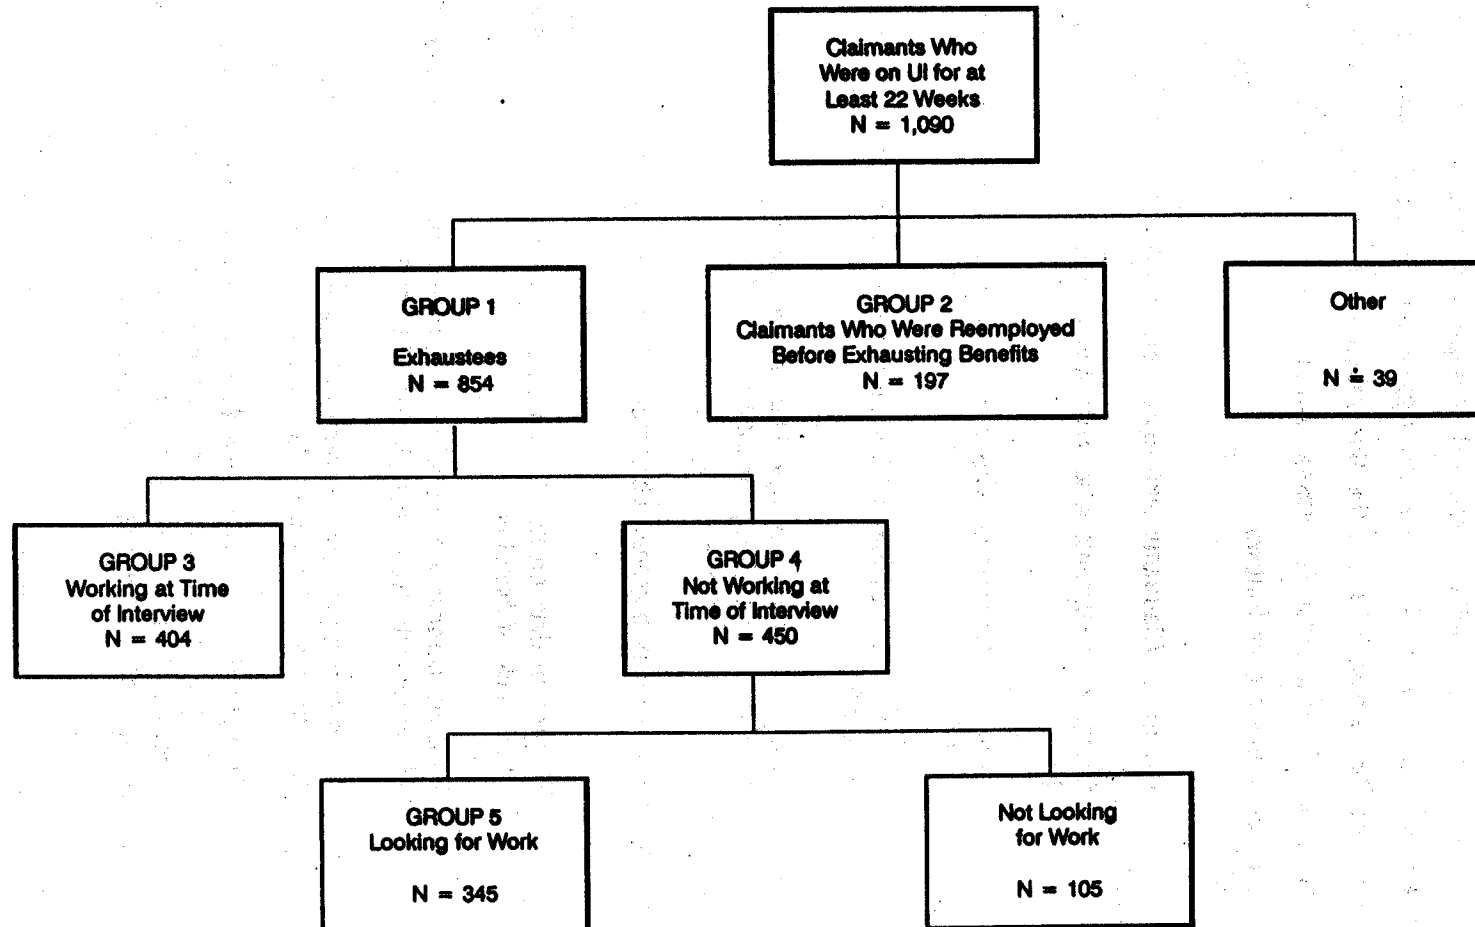 Claimants Who
Were on UI for at
Least 22 Weeks
N = 1,090
GROUP 1
Exhaustees
N = 854
GROUP 2
Claimants Who Were Reemployed
Before Exhausting Benefits
N = 197
Other
N = 39
GROUP 3
Working at Time
of Interview
N = 404
GROUP 4
Not Working at
Time of Interview
N = 450
GROUP 5
Looking for Work
N = 345
Not Looking
for Work
N = 105